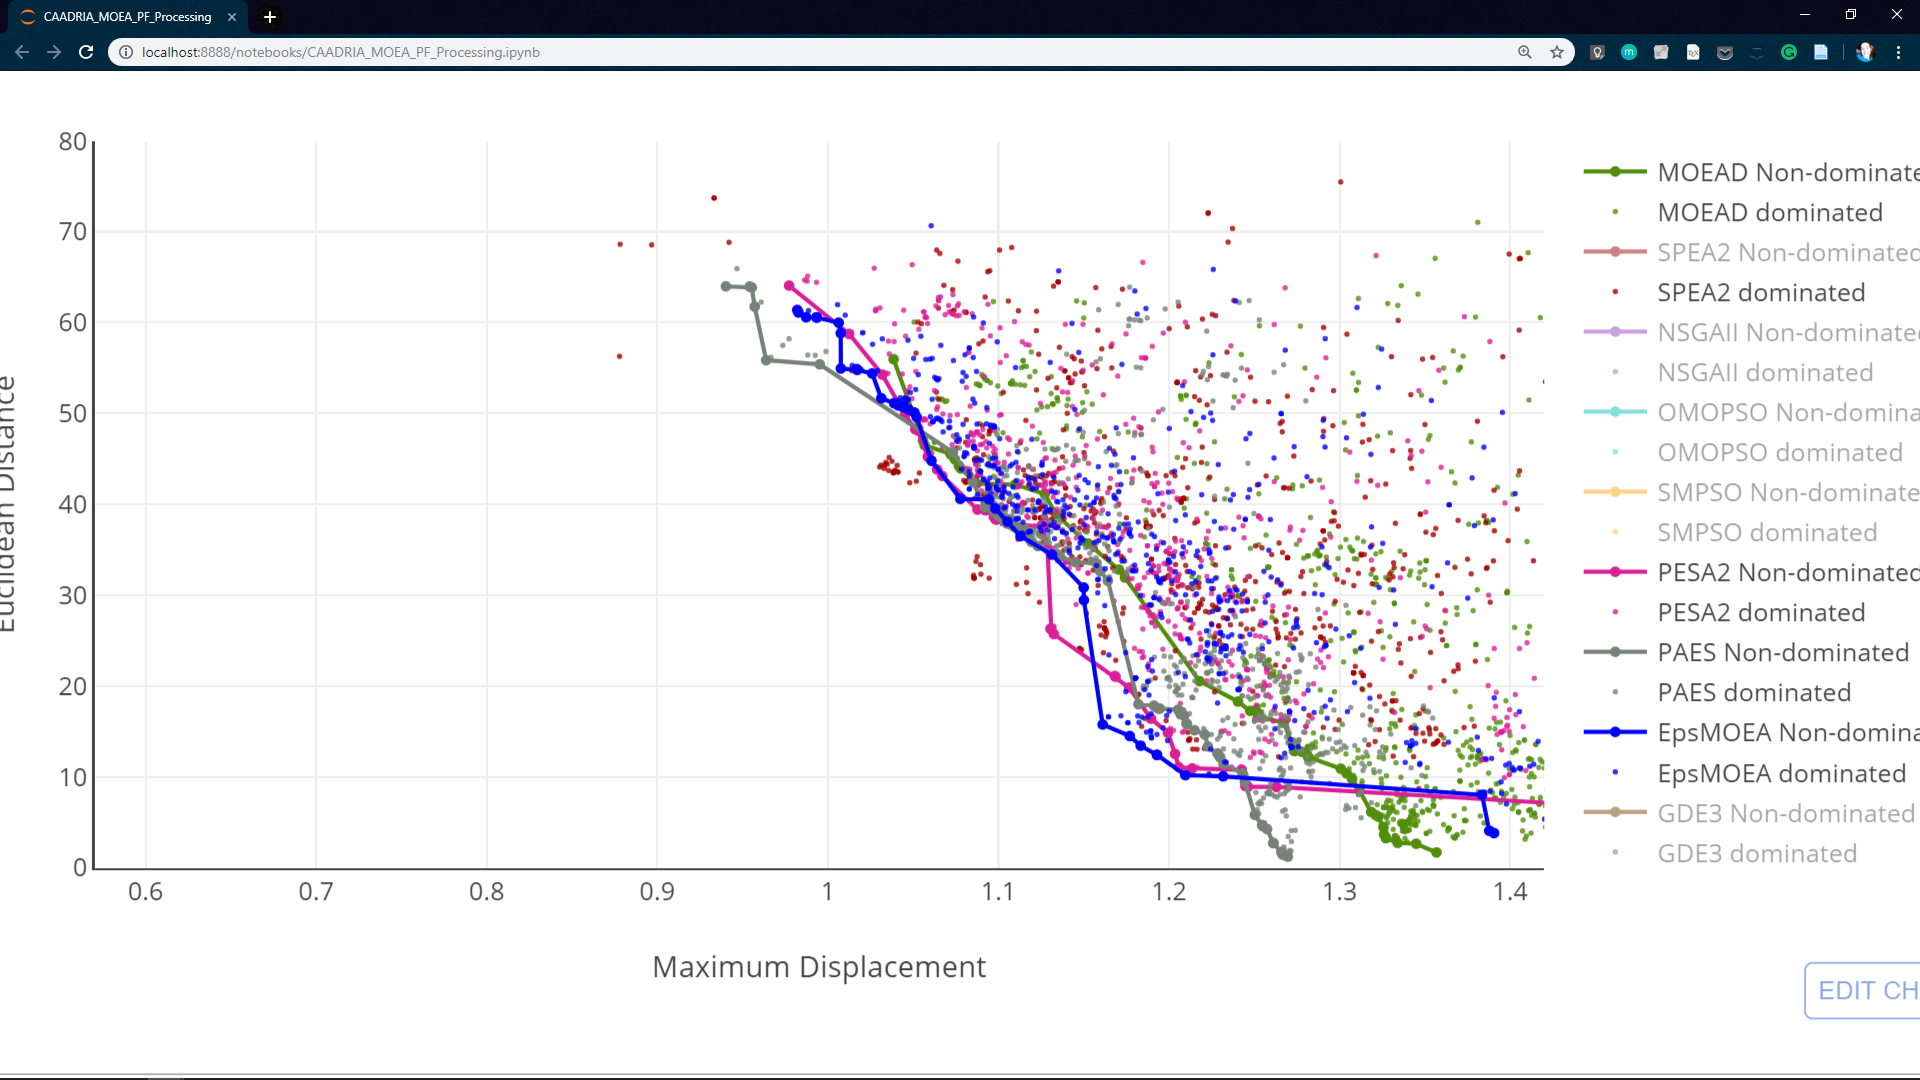 CAADRIA_MOEA_PF_Processing
localhost:8888/notebooks/CAADRIA_MOEA_PF_Processing.ipynb
80
70
60
50
40
30
20
10
0
Euclidean Distance
0.6 0.7 0.8 0.9 1 1.1 1.2 1.3 1.4
Maximum Displacement
MOEAD Non-dominate
MOEAD dominated
SPEA2 Non-dominated
SPEA2 dominated
NSGAII Non-dominated
NSGAII dominated
OMOPSO Non-domina
OMOPSO dominated
SMPSO Non-dominate
SMPSO dominated
PESA2 Non-dominated
PESA2 dominated
PAES Non-dominated
PAES dominated
EpsMOEA Non-domina
EpsMOEA dominated
GDE3 Non-dominated
GDE3 dominated
EDIT CH